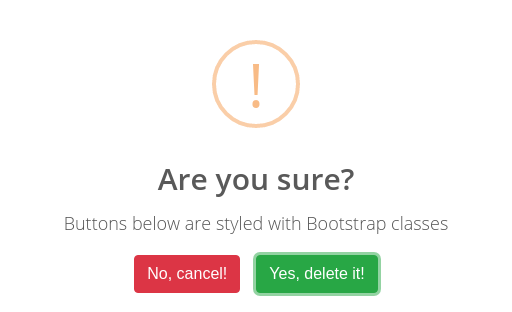 !
Are you sure?
Buttons below are styled with Bootstrap classes
No, cancel!
Yes, delete it!